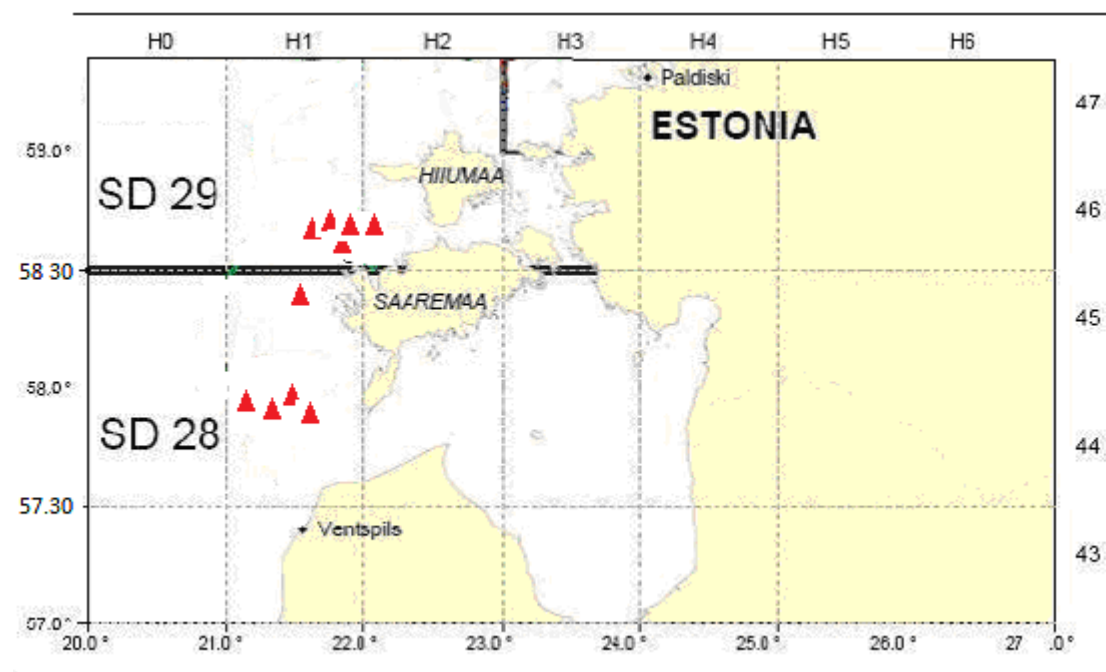 H0 H1 H2 H3 H4 H5 H6
Paldiski
47
ESTONIA
59.0°
HIIUMAA
SD 29
46
58.30
SAAREMAA
45
58.0°
SD 28
44
57.30
Ventspils
43
57.0°
20.0° 21.0° 22.0° 23.0° 24.0° 25.0° 26.0° 27 .0°